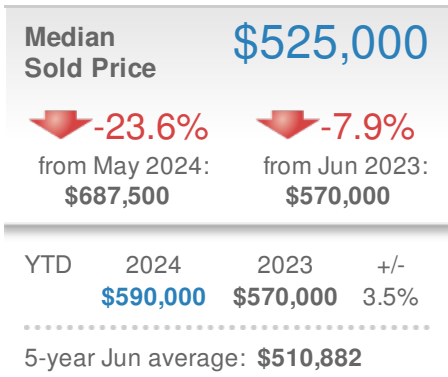 Median
Sold Price
$525,000
-23.6%
from May 2024:
$687,500
-7.9%
from Jun 2023:
$570,000
YTD 2024 2023 +/-
$590,000 $570,000 3.5%
5-year Jun average: $510,882